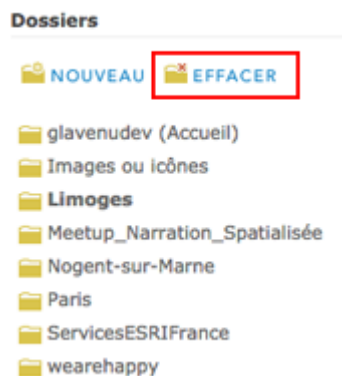 Dossiers
NOUVEAU EFFACER
glavenudev (Accueil)
Images ou icônes
Limoges
Meetup_Narration_Spatialisée
Nogent-sur-Marne
Paris
ServicesESRIFrance
wearehappy